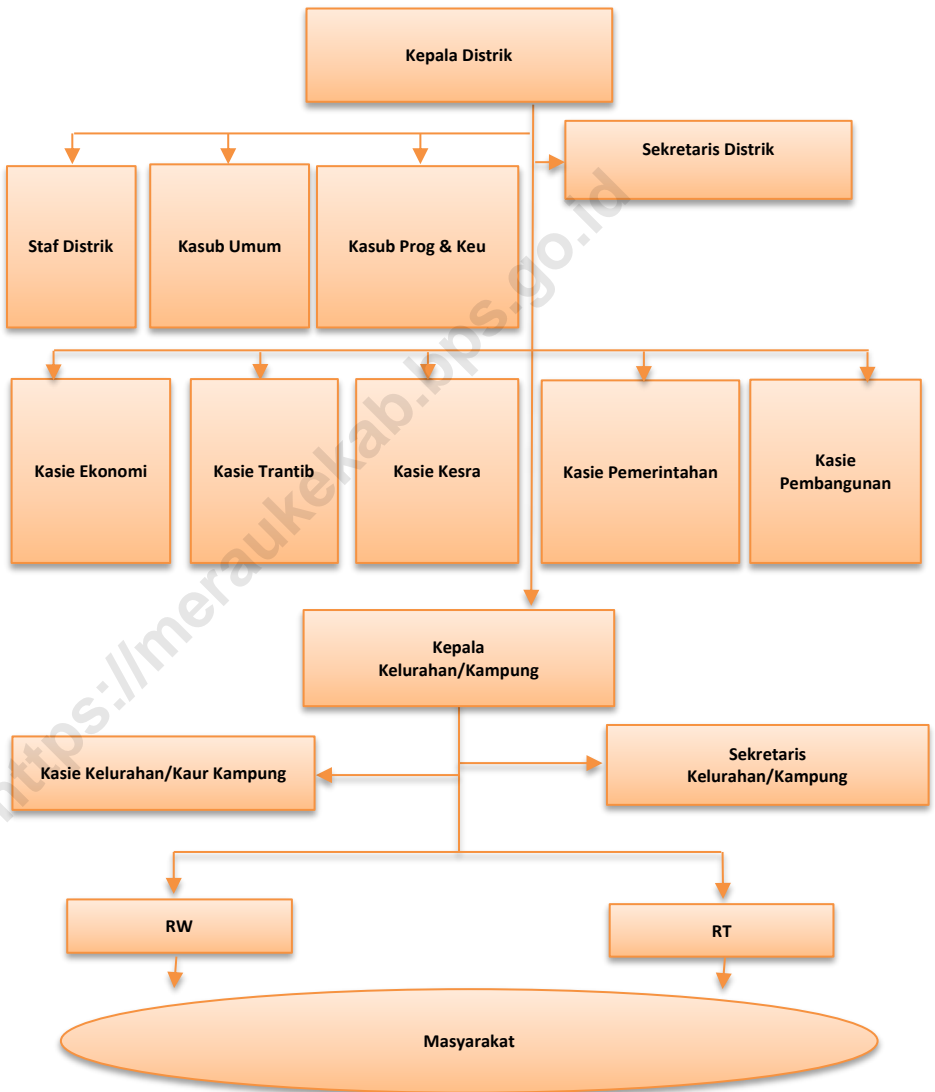 Kepala Distrik
Sekretaris Distrik
Staf Distrik
Kasub Umum
Kasub Prog & Keu
Kasie Ekonomi
Kasie Trantib
Kasie Kesra
Kasie Pemerintahan
Kasie
Pembangunan
Kepala
Kelurahan/Kampung
Kasie Kelurahan/Kaur Kampung
Sekretaris
Kelurahan/Kampung
RW
RT
Masyarakat
https://meraukekab.bps.go.id